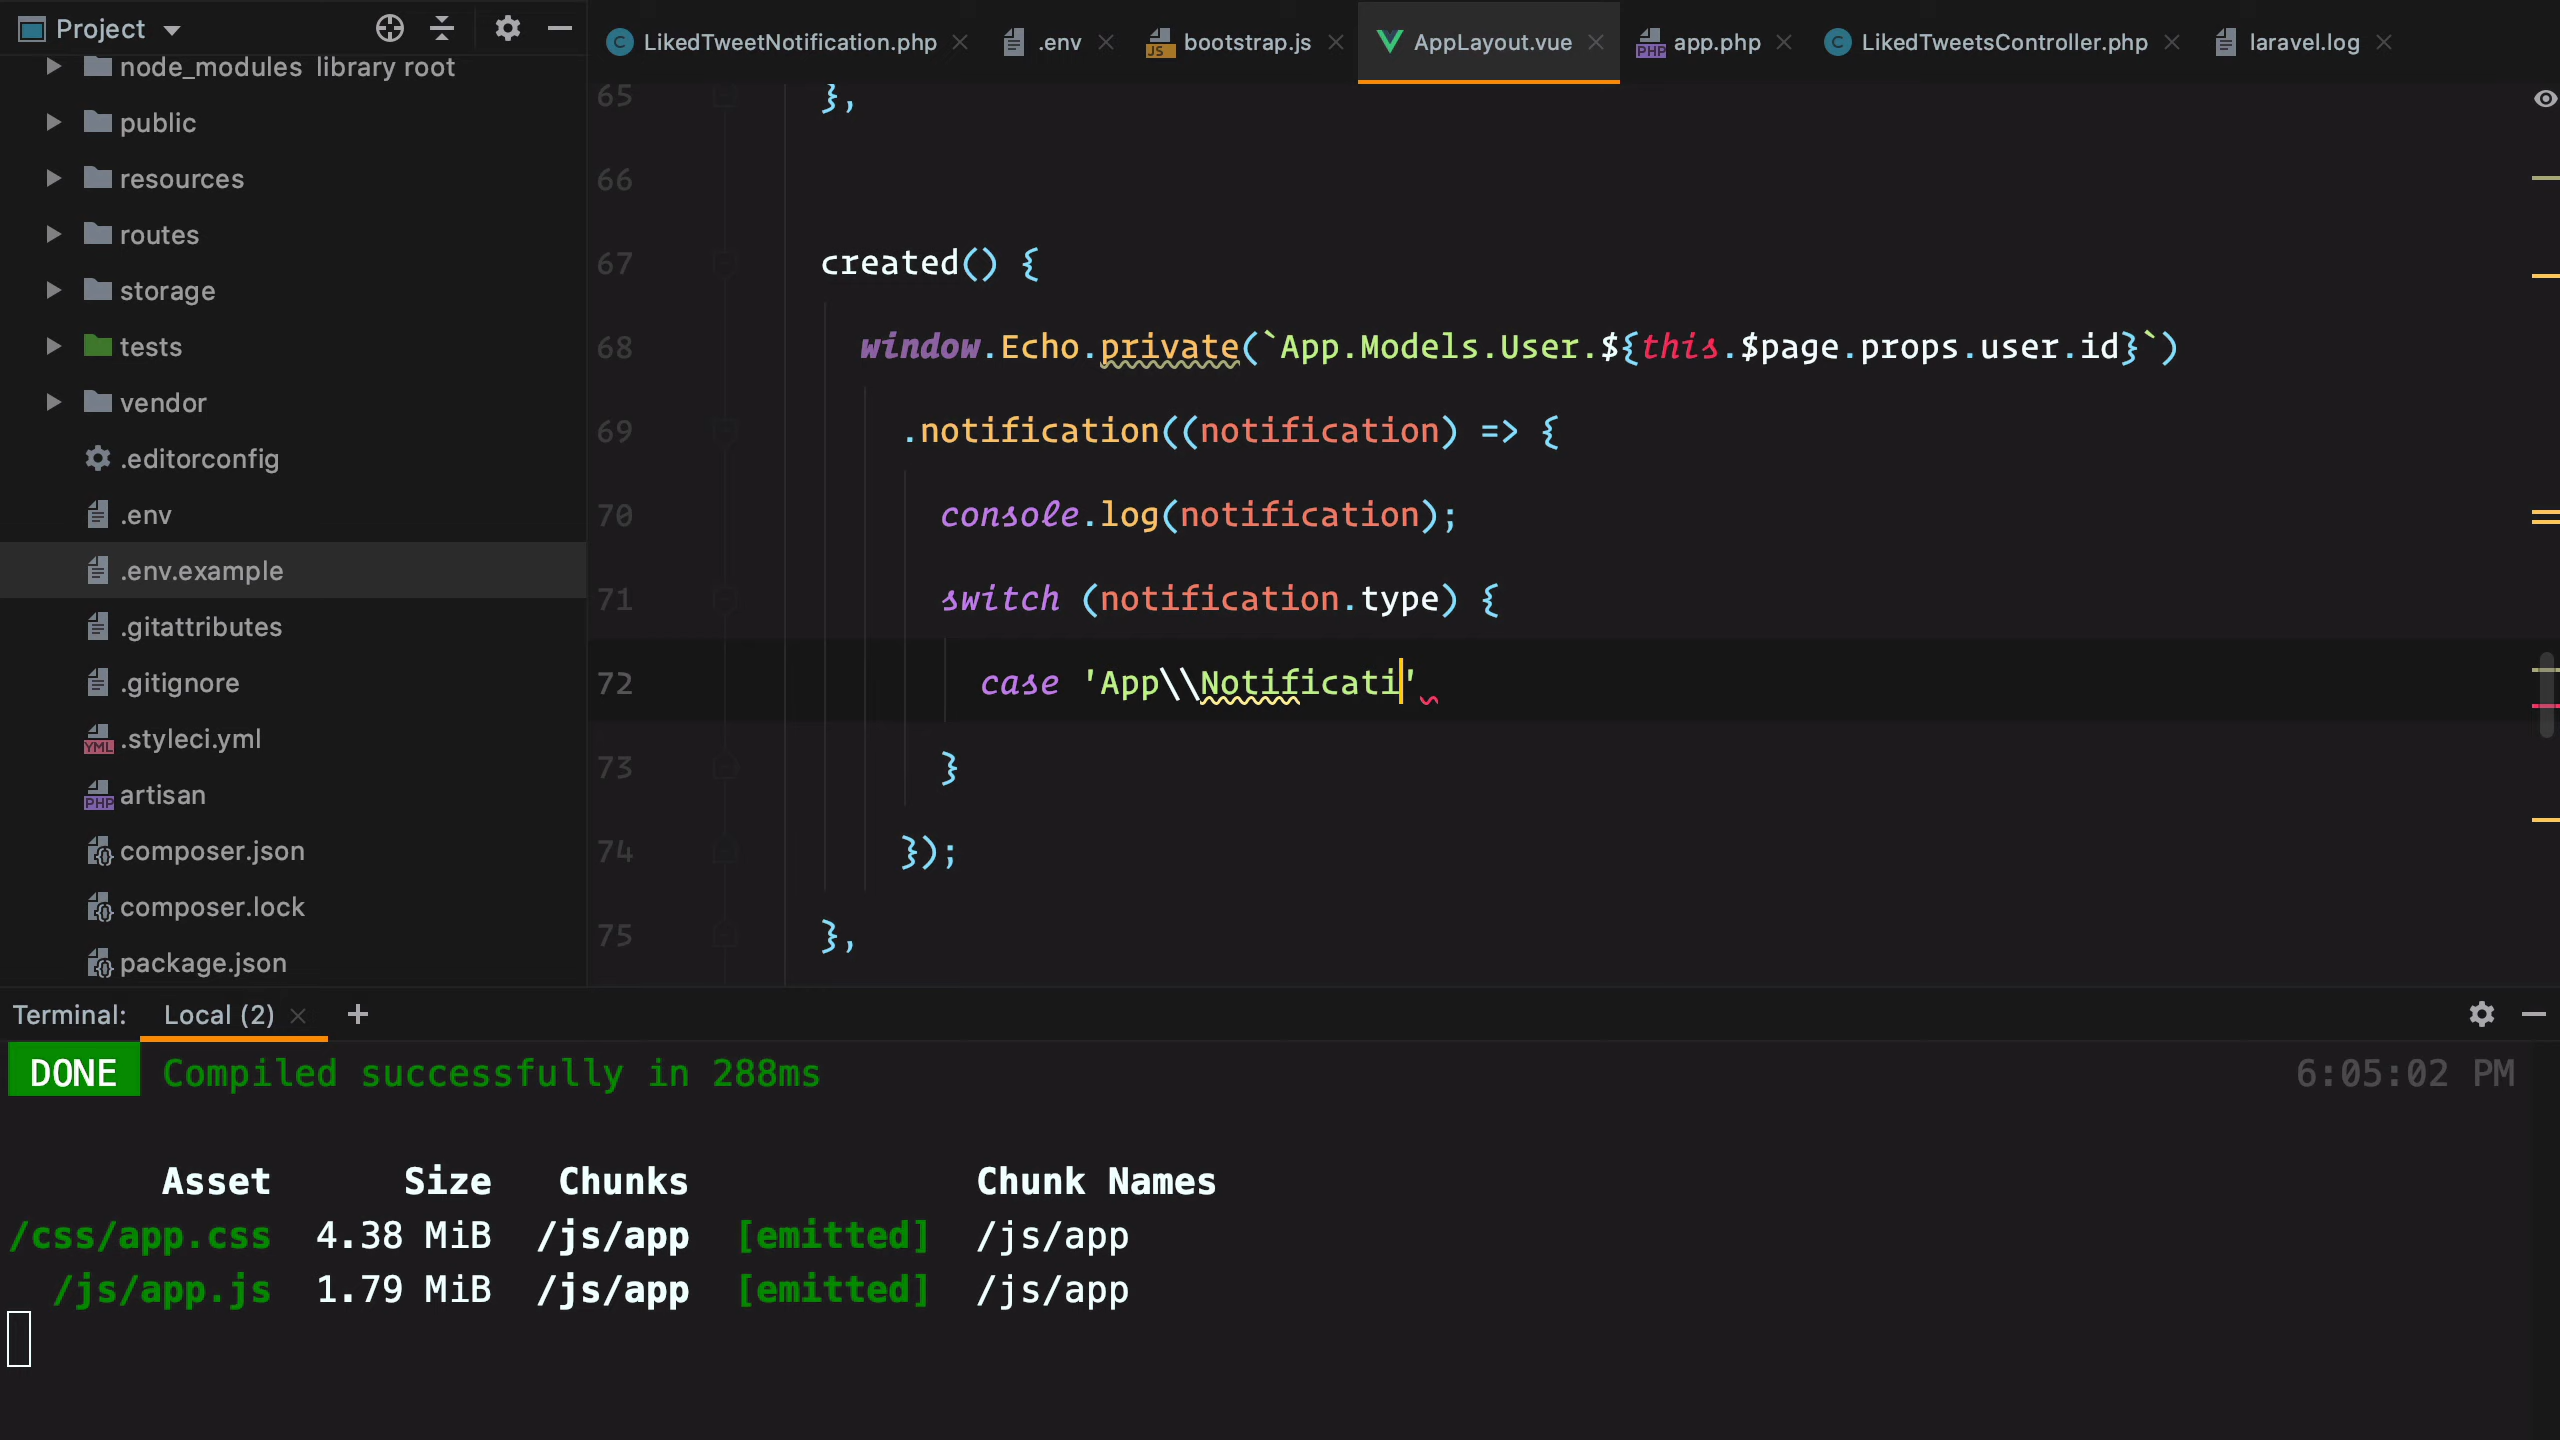 Project
LikedTweetNotification.php
.env
bootstrap.js
AppLayout.vue
app.php
LikedTweetsController.php
laravel.log
node_modules library root
public
resources
routes
storage
tests
vendor
.editorconfig
.env
.env.example
.gitattributes
.gitignore
.styleci.yml
artisan
composer.json
composer.lock
package.json
65 },
66
67 created() {
68 window.Echo.private(`App.Models.User.${this.$page.props.user.id}`)
69 .notification((notification) => {
70 console.log(notification);
71 switch (notification.type) {
72 case 'App\\Notificati'
73 }
74 });
75 },
Terminal: Local (2) +
DONE Compiled successfully in 288ms 6:05:02 PM
Asset Size Chunks Chunk Names
/css/app.css 4.38 MiB /js/app [emitted] /js/app
/js/app.js 1.79 MiB /js/app [emitted] /js/app